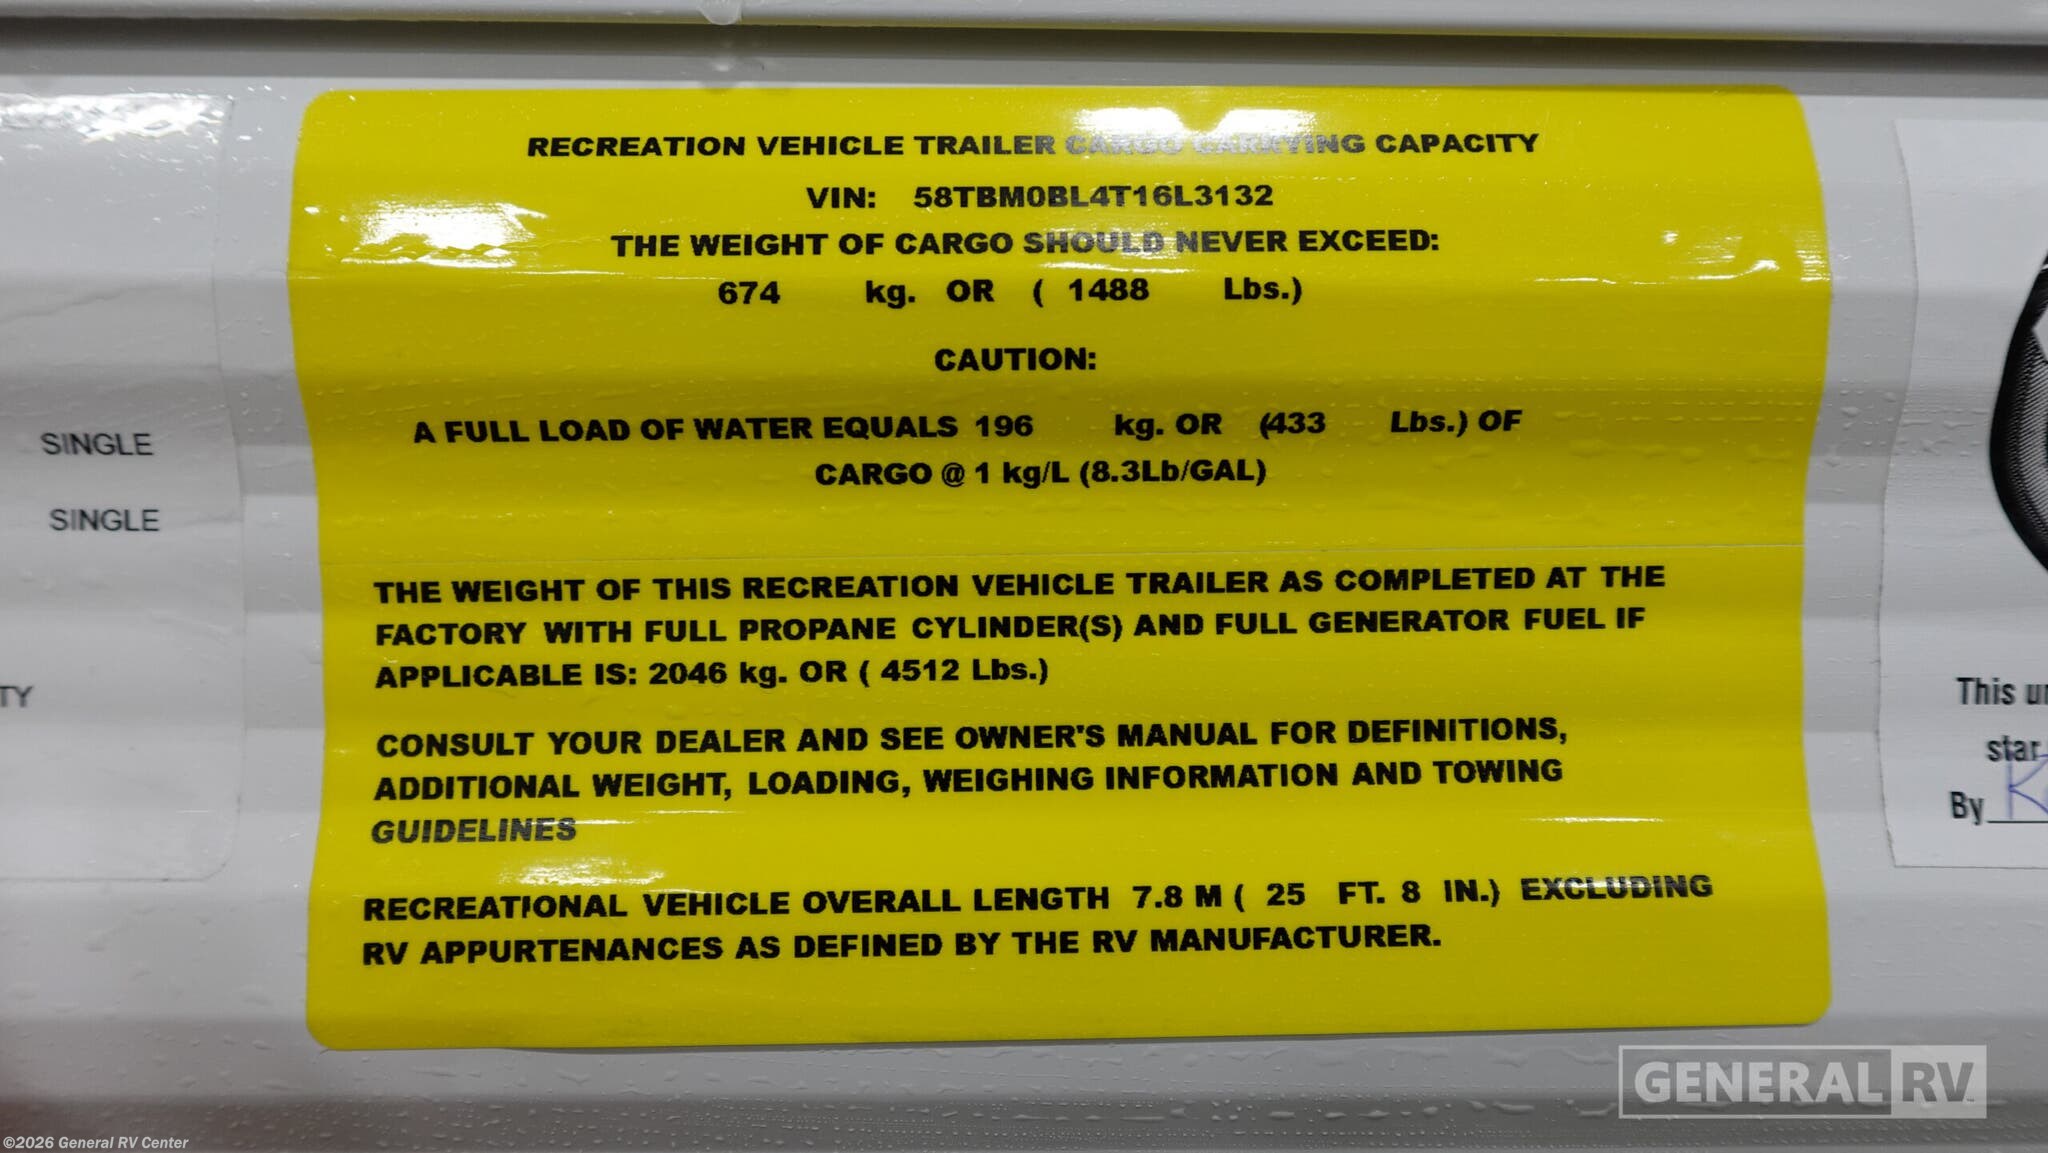 RECREATION VEHICLE TRAILER CARGO CARRYING CAPACITY
VIN: 58TBM0BL4T16L3132
THE WEIGHT OF CARGO SHOULD NEVER EXCEED:
674 kg. OR ( 1488 Lbs.)
CAUTION:
A FULL LOAD OF WATER EQUALS 196 kg. OR (433 Lbs.) OF
CARGO @ 1 kg/L (8.3Lb/GAL)
THE WEIGHT OF THIS RECREATION VEHICLE TRAILER AS COMPLETED AT THE
FACTORY WITH FULL PROPANE CYLINDER(S) AND FULL GENERATOR FUEL IF
APPLICABLE IS: 2046 kg. OR ( 4512 Lbs.)
CONSULT YOUR DEALER AND SEE OWNER'S MANUAL FOR DEFINITIONS,
ADDITIONAL WEIGHT, LOADING, WEIGHING INFORMATION AND TOWING
GUIDELINES
RECREATIONAL VEHICLE OVERALL LENGTH 7.8 M ( 25 FT. 8 IN.) EXCLUDING
RV APPURTENANCES AS DEFINED BY THE RV MANUFACTURER.
SINGLE
SINGLE
TY
This
star
By
GENERAL RV
©2026 General RV Center